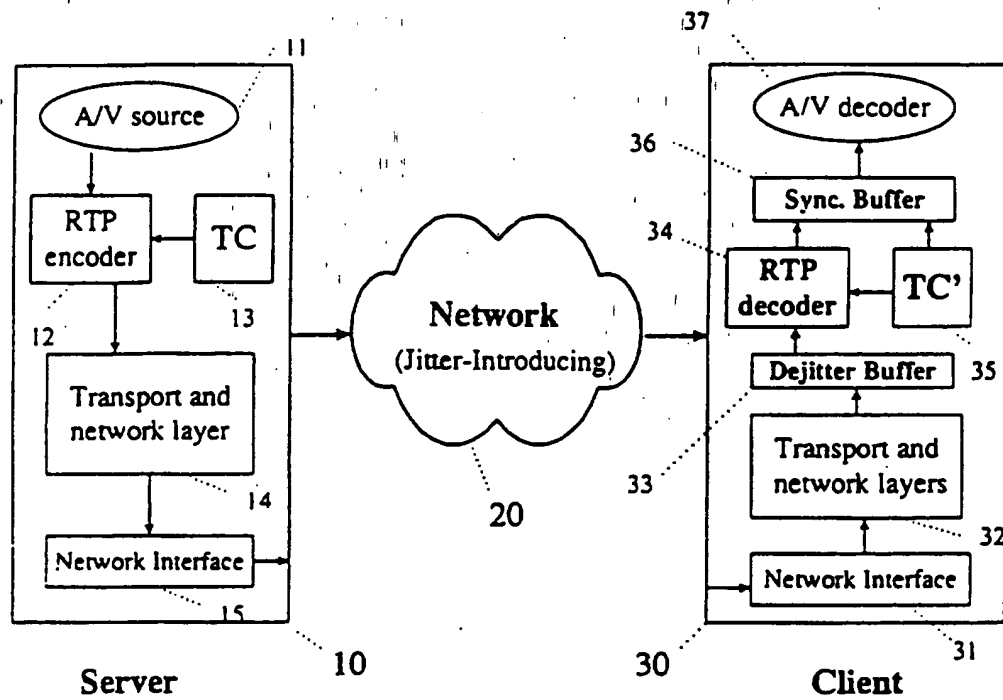 11
A/V source
RTP
encoder
TC
12
13
Transport and
network layer
14
Network Interface
15
10
Server
Network
(Jitter-Introducing)
20
37
A/V decoder
36
Sync. Buffer
34
RTP
decoder
TC'
35
Dejitter Buffer
33
Transport and
network layers
32
Network Interface
31
30
Client